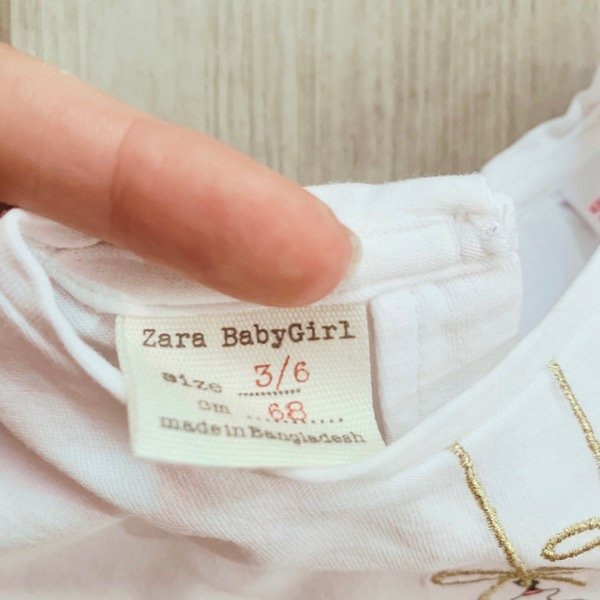 Zara BabyGirl
size 3/6
cm 68
made in Bangladesh